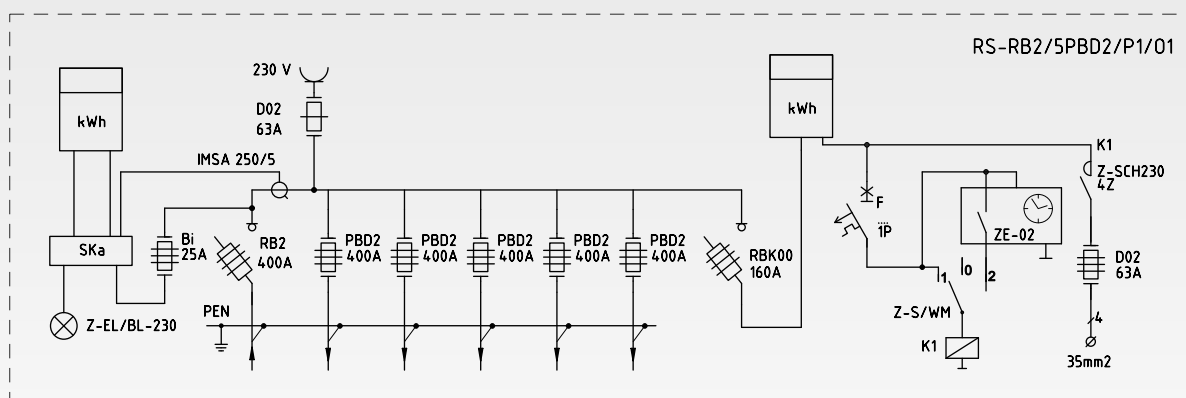 RS-RB2/5PBD2/P1/01
230 V
kWh
D02
63A
kWh
IMSA 250/5
K1
Z-SCH230
4Z
F
1P
ZE-02
SKa
Bi
25A
RB2
400A
PBD2
400A
PBD2
400A
PBD2
400A
PBD2
400A
PBD2
400A
RBK00
160A
D02
63A
1
0
2
Z-S/WM
PEN
Z-EL/BL-230
4
K1
35mm2